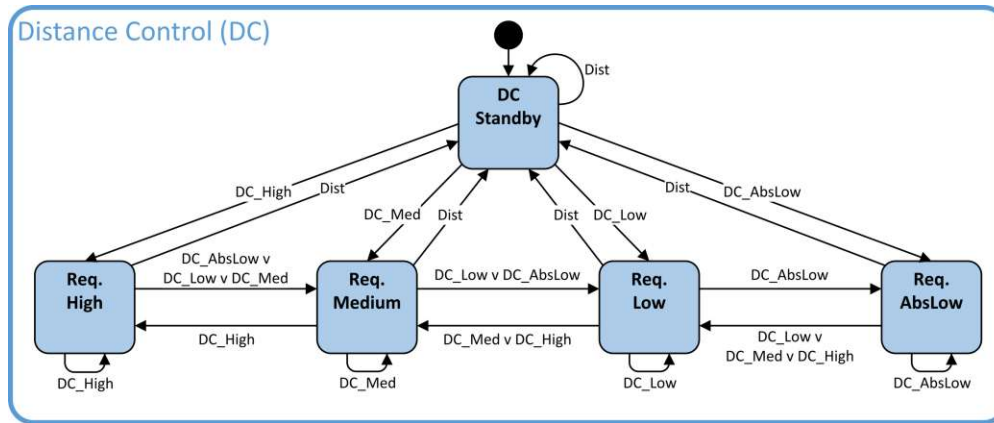 Distance Control (DC)
Dist
DC
Standby
DC_High
Dist
DC_Med
Dist
Dist
DC_Low
Dist
DC_AbsLow
Req.
High
DC_AbsLow v
DC_Low v DC_Med
Req.
Medium
DC_Low v DC_AbsLow
Req.
Low
DC_AbsLow
Req.
AbsLow
DC_High
DC_Med v DC_High
DC_Low v
DC_Med v DC_High
DC_High
DC_Med
DC_Low
DC_AbsLow